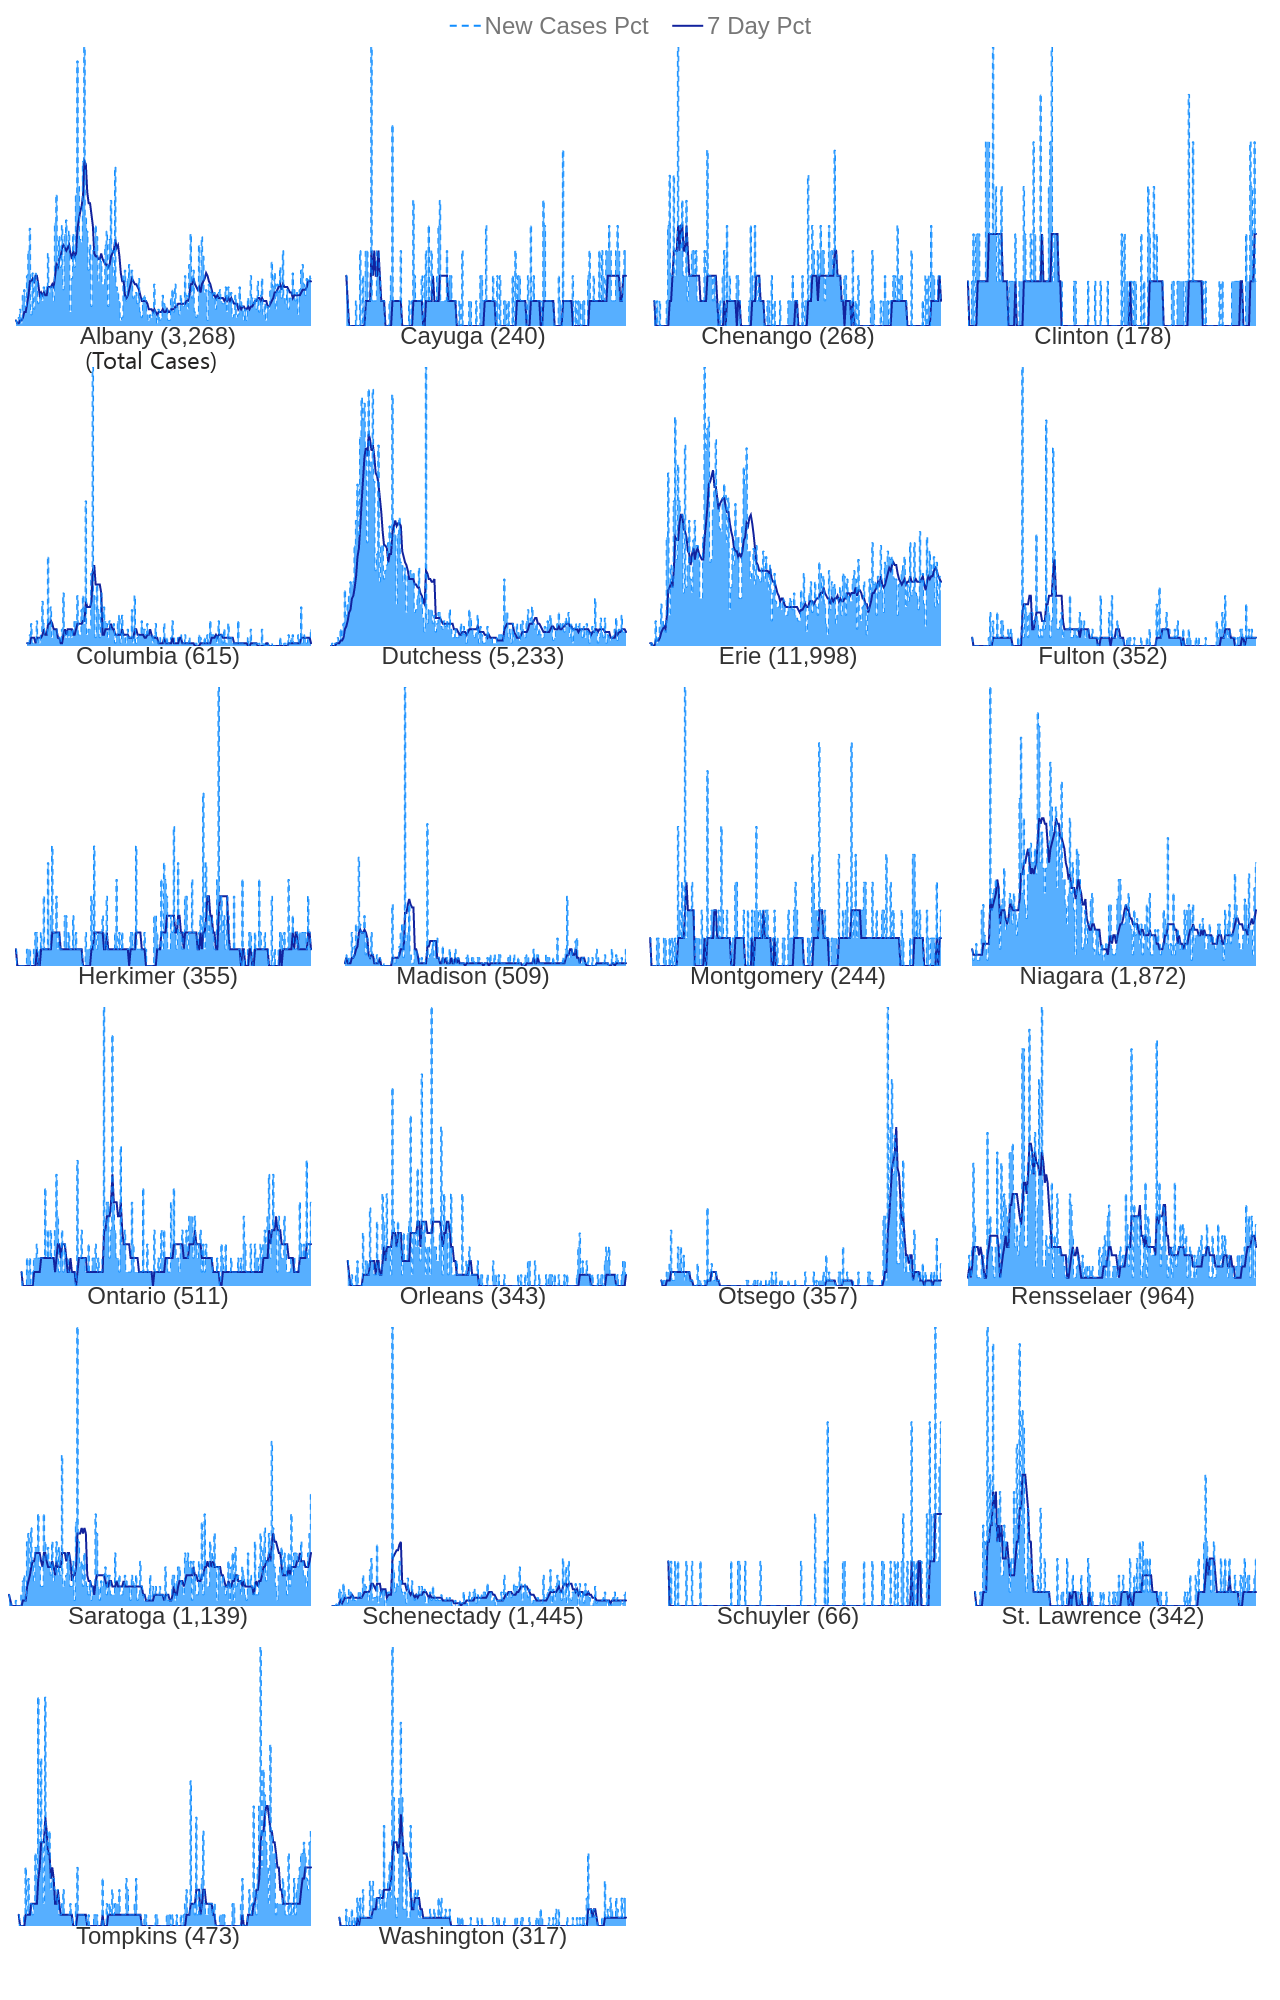 New Cases Pct 7 Day Pct
Albany (3,268) Cayuga (240) Chenango (268) Clinton (178)
(Total Cases)
Columbia (615) Dutchess (5,233) Erie (11,998) Fulton (352)
Herkimer (355) Madison (509) Montgomery (244) Niagara (1,872)
Ontario (511) Orleans (343) Otsego (357) Rensselaer (964)
Saratoga (1,139) Schenectady (1,445) Schuyler (66) St. Lawrence (342)
Tompkins (473) Washington (317)